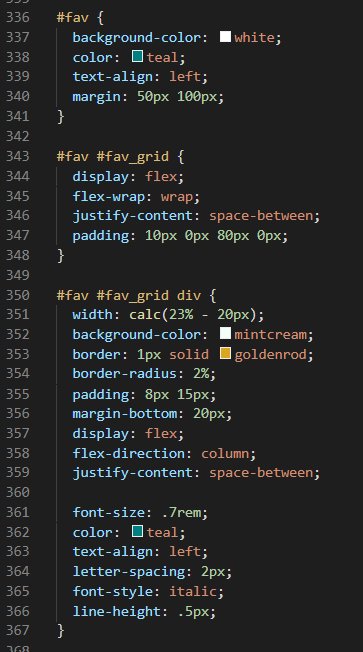 336 #fav {
337 background-color: white;
338 color: teal;
339 text-align: left;
340 margin: 50px 100px;
341 }
342
343 #fav #fav_grid {
344 display: flex;
345 flex-wrap: wrap;
346 justify-content: space-between;
347 padding: 10px 0px 80px 0px;
348 }
349
350 #fav #fav_grid div {
351 width: calc(23% - 20px);
352 background-color: mintcream;
353 border: 1px solid goldenrod;
354 border-radius: 2%;
355 padding: 8px 15px;
356 margin-bottom: 20px;
357 display: flex;
358 flex-direction: column;
359 justify-content: space-between;
360
361 font-size: .7rem;
362 color: teal;
363 text-align: left;
364 letter-spacing: 2px;
365 font-style: italic;
366 line-height: .5px;
367 }